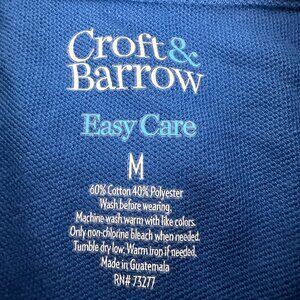 Croft&
Barrow
Easy Care
M
60% Cotton 40% Polyester
Wash before wearing.
Machine wash warm with like colors.
Only non-chlorine bleach when needed.
Tumble dry low. Warm iron if needed.
Made in Guatemala
RN# 73277